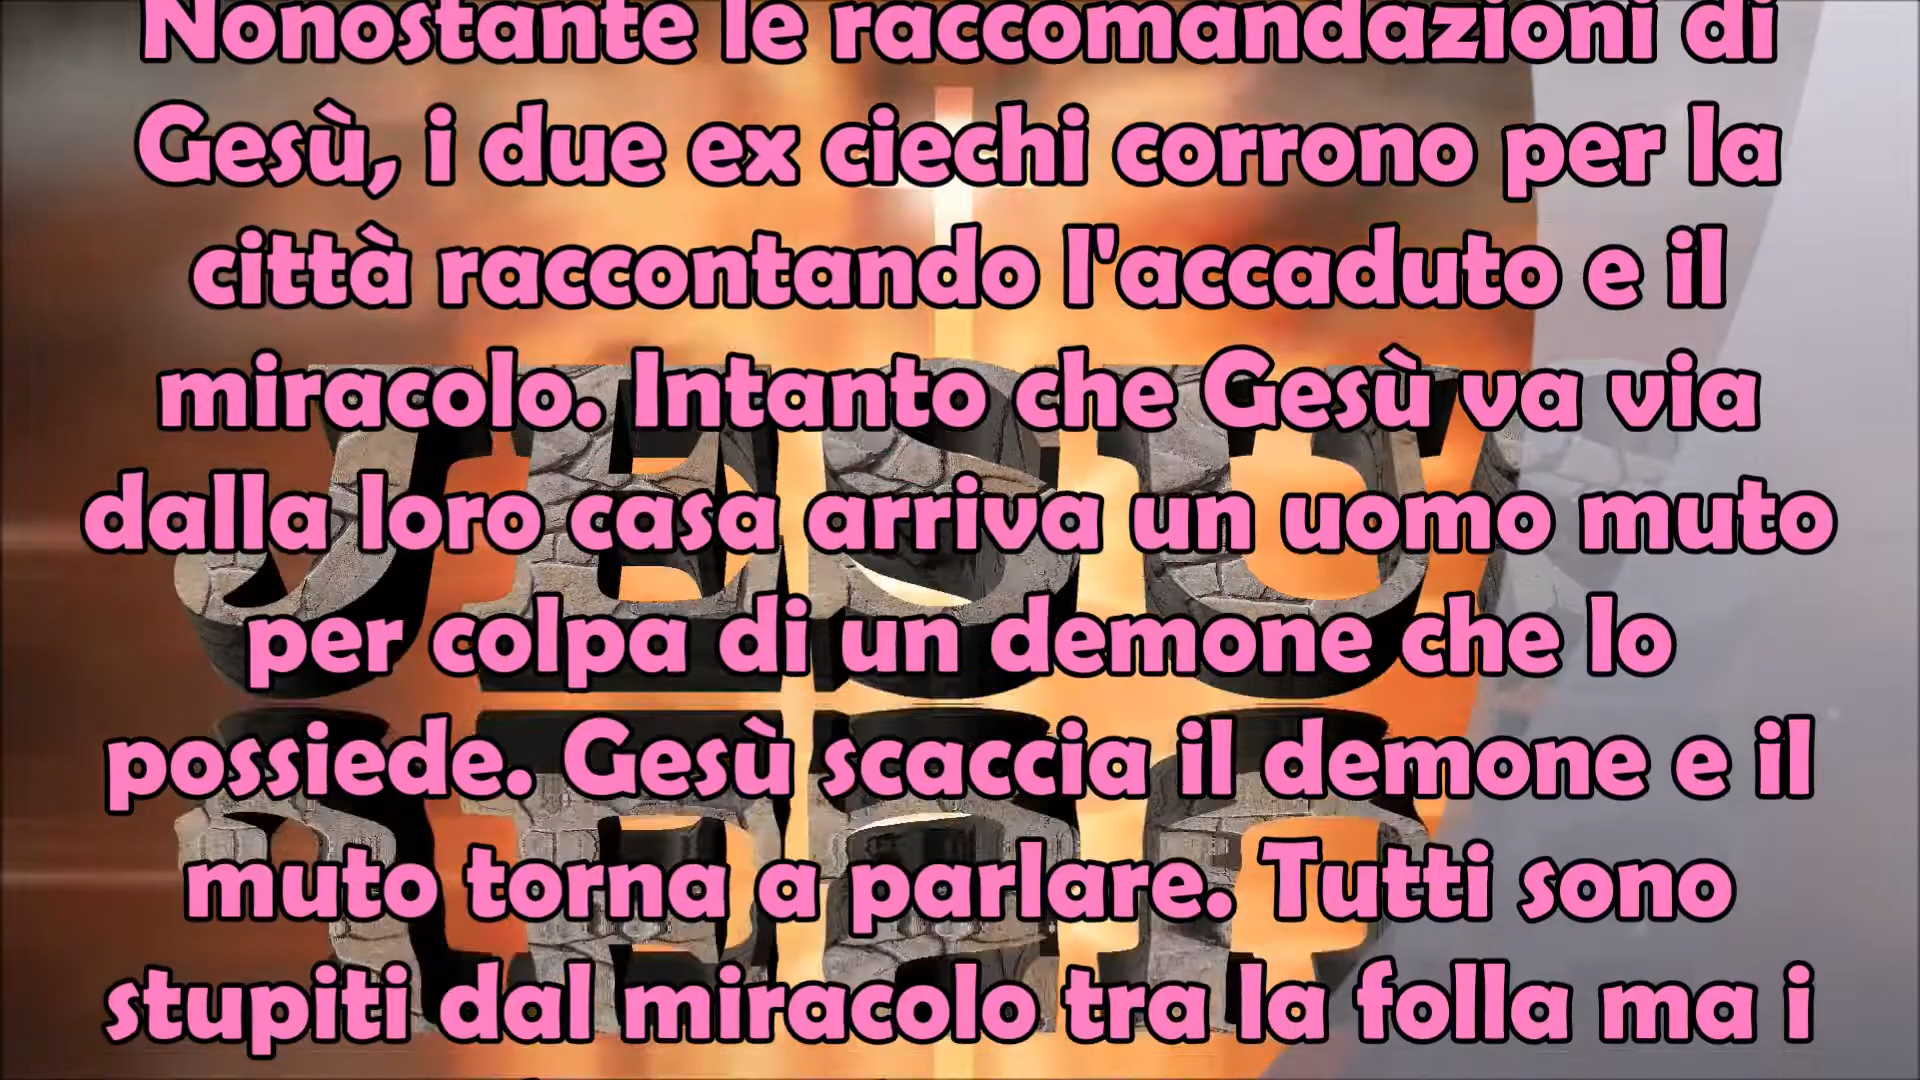 Nonostante le raccomandazioni di
Gesù, i due ex ciechi corrono per la
città raccontando l'accaduto e il
miracolo. Intanto che Gesù va via
dalla loro casa arriva un uomo muto
per colpa di un demone che lo
possiede. Gesù scaccia il demone e il
muto torna a parlare. Tutti sono
stupiti dal miracolo tra la folla ma i
JESUS